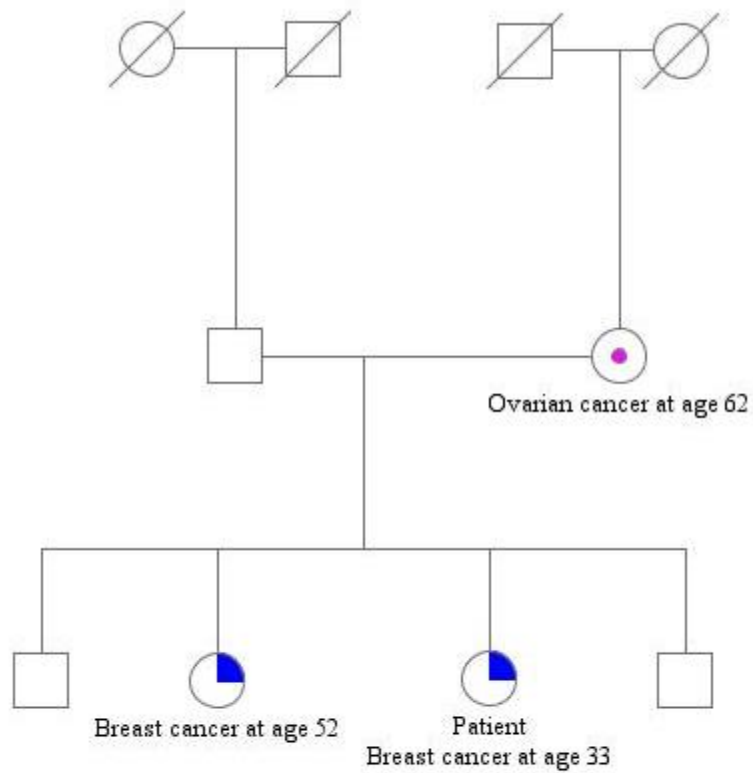 Ovarian cancer at age 62
Breast cancer at age 52
Patient
Breast cancer at age 33